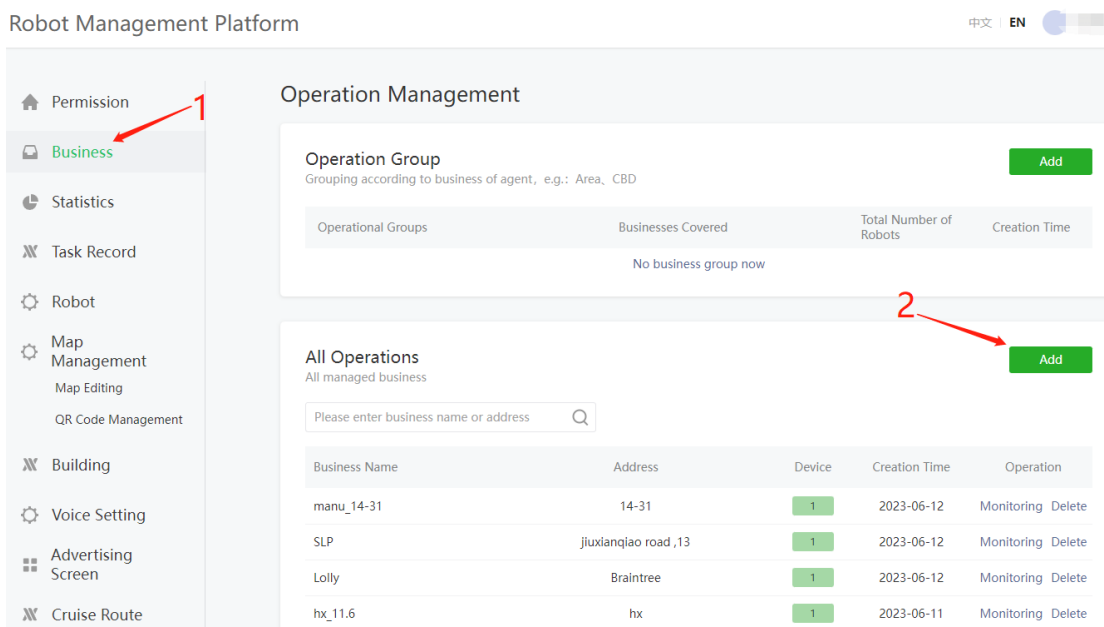 Robot Management Platform
中文 EN
Permission
1
Business
Statistics
Task Record
Robot
Map
Management
Map Editing
QR Code Management
Building
Voice Setting
Advertising
Screen
Cruise Route
Operation Management
Operation Group
Add
Grouping according to business of agent，e.g.：Area、CBD
Operational Groups Businesses Covered Total Number of Robots Creation Time
No business group now
2
All Operations
Add
All managed business
Please enter business name or address
Business Name Address Device Creation Time Operation
manu_14-31 14-31 1 2023-06-12 Monitoring Delete
SLP jiuxianqiao road ,13 1 2023-06-12 Monitoring Delete
Lolly Braintree 1 2023-06-12 Monitoring Delete
hx_11.6 hx 1 2023-06-11 Monitoring Delete